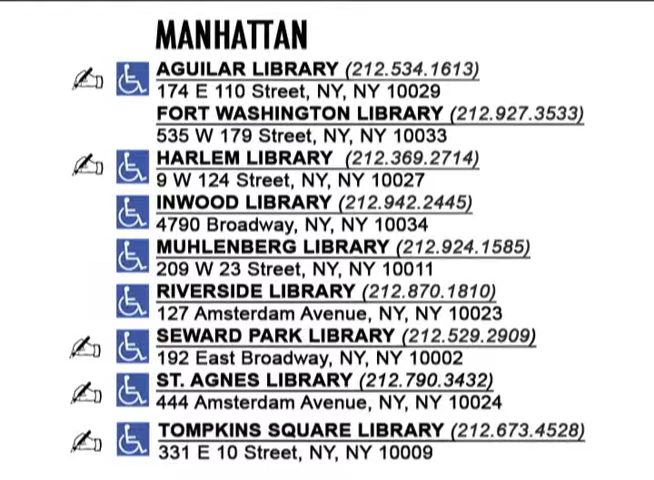 MANHATTAN
AGUILAR LIBRARY (212.534.1613)
174 E 110 Street, NY, NY 10029
FORT WASHINGTON LIBRARY (212.927.3533)
535 W 179 Street, NY, NY 10033
HARLEM LIBRARY (212.369.2714)
9 W 124 Street, NY, NY 10027
INWOOD LIBRARY (212.942.2445)
4790 Broadway, NY, NY 10034
MUHLENBERG LIBRARY (212.924.1585)
209 W 23 Street, NY, NY 10011
RIVERSIDE LIBRARY (212.870.1810)
127 Amsterdam Avenue, NY, NY 10023
SEWARD PARK LIBRARY (212.529.2909)
192 East Broadway, NY, NY 10002
ST. AGNES LIBRARY (212.790.3432)
444 Amsterdam Avenue, NY, NY 10024
TOMPKINS SQUARE LIBRARY (212.673.4528)
331 E 10 Street, NY, NY 10009